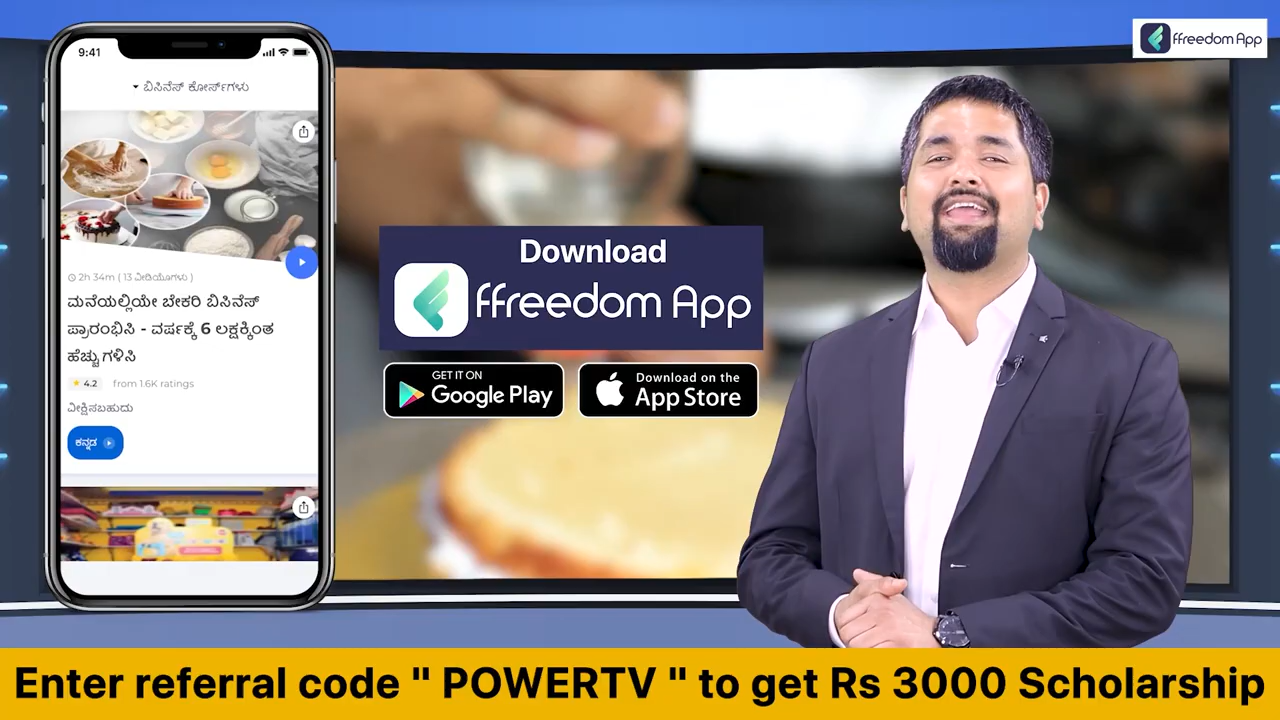 9:41
ಬಿಸಿನೆಸ್ ಕೋರ್ಸ್‌ಗಳು
2h 34m ( 13 ವೀಡಿಯೊಗಳು )
ಮನೆಯಲ್ಲಿಯೇ ಬೇಕರಿ ಬಿಸಿನೆಸ್
ಪ್ರಾರಂಭಿಸಿ - ವರ್ಷಕ್ಕೆ 6 ಲಕ್ಷಕ್ಕಿಂತ
ಹೆಚ್ಚು ಗಳಿಸಿ
4.2 from 1.6K ratings
ವೀಕ್ಷಿಸಬಹುದು
ಕನ್ನಡ
Download
ffreedom App
GET IT ON
Google Play
Download on the
App Store
ffreedom App
Enter referral code " POWERTV " to get Rs 3000 Scholarship